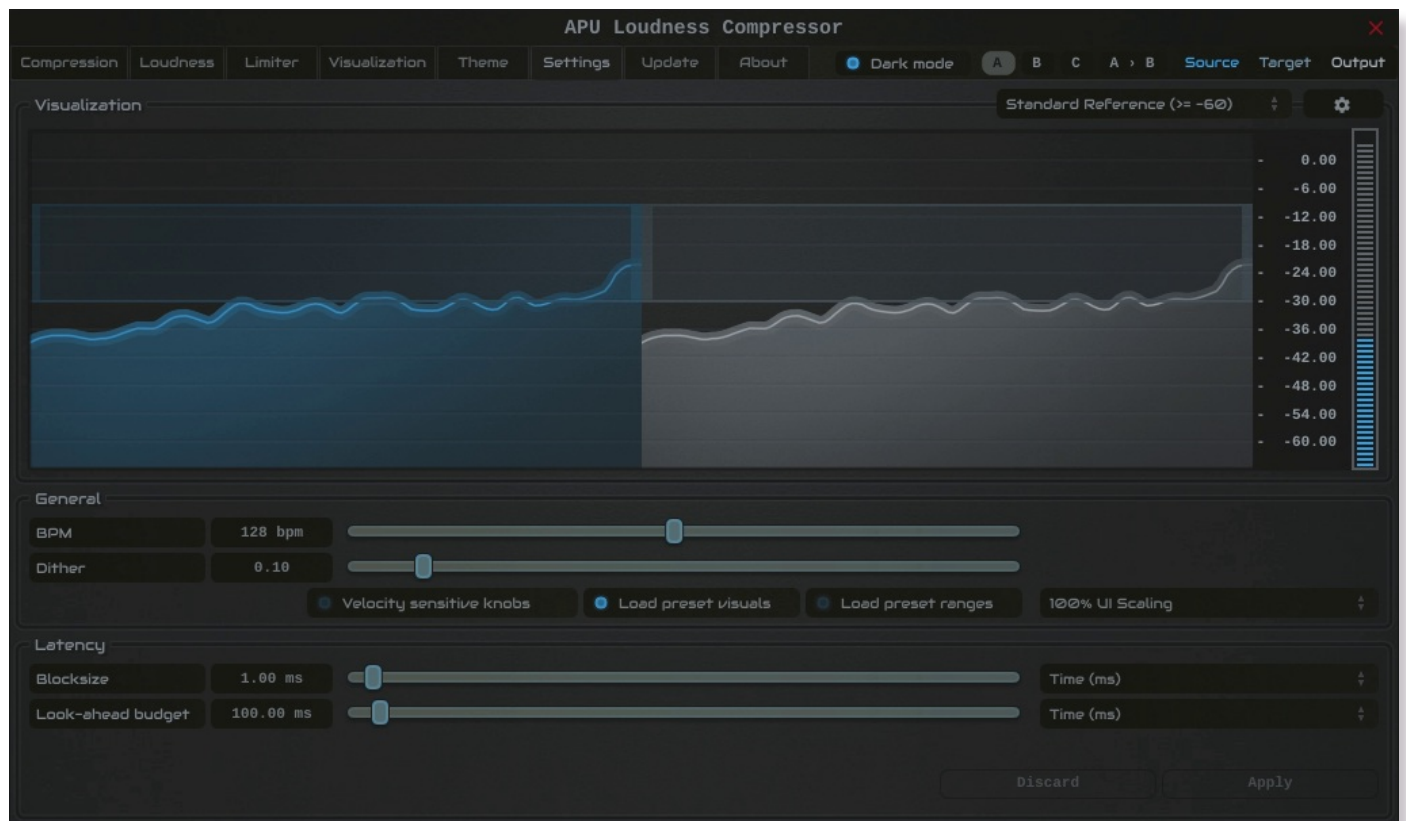 APU Loudness Compressor
Compression Loudness Limiter Visualization Theme Settings Update About Dark mode A B C A › B Source Target Output
Visualization Standard Reference (>= -60)
- 0.00
- -6.00
- -12.00
- -18.00
- -24.00
- -30.00
- -36.00
- -42.00
- -48.00
- -54.00
- -60.00
General
BPM 128 bpm
Dither 0.10
Velocity sensitive knobs Load preset visuals Load preset ranges 100% UI Scaling
Latency
Blocksize 1.00 ms Time (ms)
Look-ahead budget 100.00 ms Time (ms)
Discard Apply